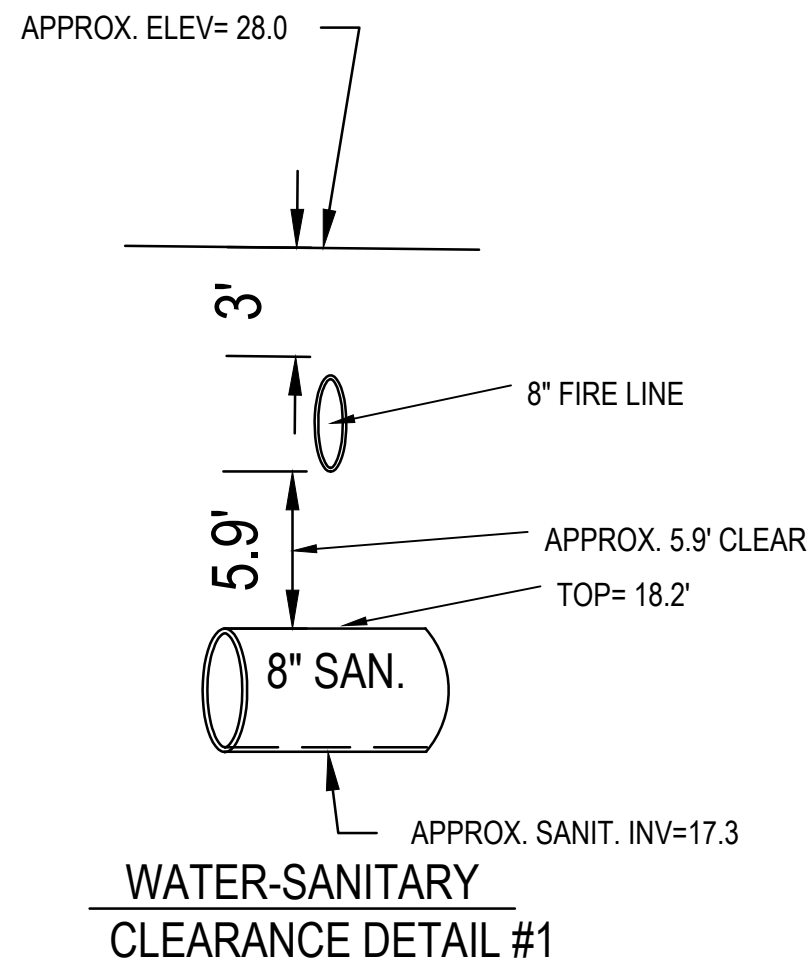 APPROX. ELEV= 28.0
3'
8" FIRE LINE
5.9'
APPROX. 5.9' CLEAR
TOP= 18.2'
8" SAN.
APPROX. SANIT. INV=17.3
WATER-SANITARY
CLEARANCE DETAIL #1